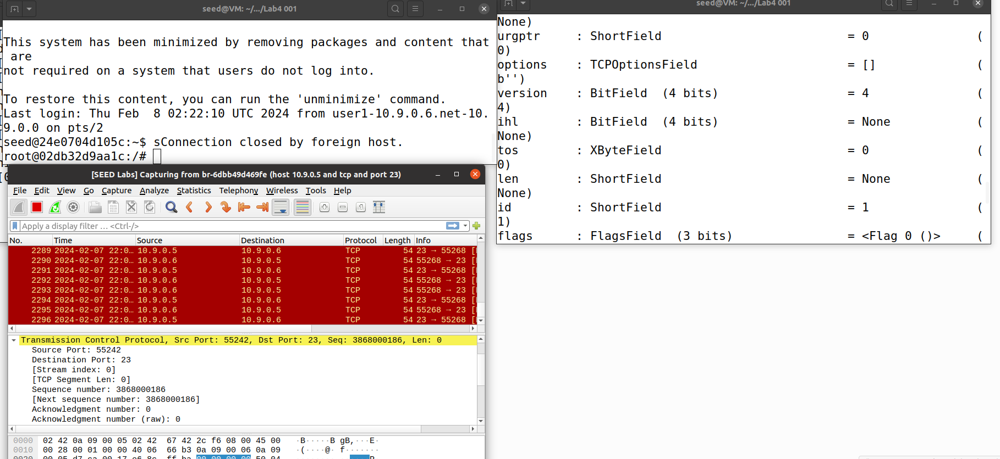 seed@VM: ~/.../Lab4 001
This system has been minimized by removing packages and content that
are
not required on a system that users do not log into.
To restore this content, you can run the 'unminimize' command.
Last login: Thu Feb  8 02:22:10 UTC 2024 from user1-10.9.0.6.net-10.
9.0.0 on pts/2
seed@24e0704d105c:~$ sConnection closed by foreign host.
root@02db32d9aa1c:/#
[SEED Labs] Capturing from br-6dbb49d469fe (host 10.9.0.5 and tcp and port 23)
File Edit View Go Capture Analyze Statistics Telephony Wireless Tools Help
Apply a display filter … <Ctrl-/>
No. Time Source Destination Protocol Length Info
2289 2024-02-07 22:0… 10.9.0.5 10.9.0.6 TCP 54 23 → 55268 [
2290 2024-02-07 22:0… 10.9.0.6 10.9.0.5 TCP 54 55268 → 23 [
2291 2024-02-07 22:0… 10.9.0.5 10.9.0.6 TCP 54 23 → 55268 [
2292 2024-02-07 22:0… 10.9.0.6 10.9.0.5 TCP 54 55268 → 23 [
2293 2024-02-07 22:0… 10.9.0.6 10.9.0.5 TCP 54 55268 → 23 [
2294 2024-02-07 22:0… 10.9.0.5 10.9.0.6 TCP 54 23 → 55268 [
2295 2024-02-07 22:0… 10.9.0.6 10.9.0.5 TCP 54 55268 → 23 [
2296 2024-02-07 22:0… 10.9.0.5 10.9.0.6 TCP 54 23 → 55268 [
Transmission Control Protocol, Src Port: 55242, Dst Port: 23, Seq: 3868000186, Len: 0
Source Port: 55242
Destination Port: 23
[Stream index: 0]
[TCP Segment Len: 0]
Sequence number: 3868000186
[Next sequence number: 3868000186]
Acknowledgment number: 0
Acknowledgment number (raw): 0
0000 02 42 0a 09 00 05 02 42 67 42 2c f6 08 00 45 00 ·B·····B gB,···E·
0010 00 28 00 01 00 00 40 06 66 b3 0a 09 00 06 0a 09 ·(····@· f·······
seed@VM: ~/.../Lab4 001
None)
urgptr : ShortField = 0 (
0)
options : TCPOptionsField = [] (
b'')
version : BitField (4 bits) = 4 (
4)
ihl : BitField (4 bits) = None (
None)
tos : XByteField = 0 (
0)
len : ShortField = None (
None)
id : ShortField = 1 (
1)
flags : FlagsField (3 bits) = <Flag 0 ()> (